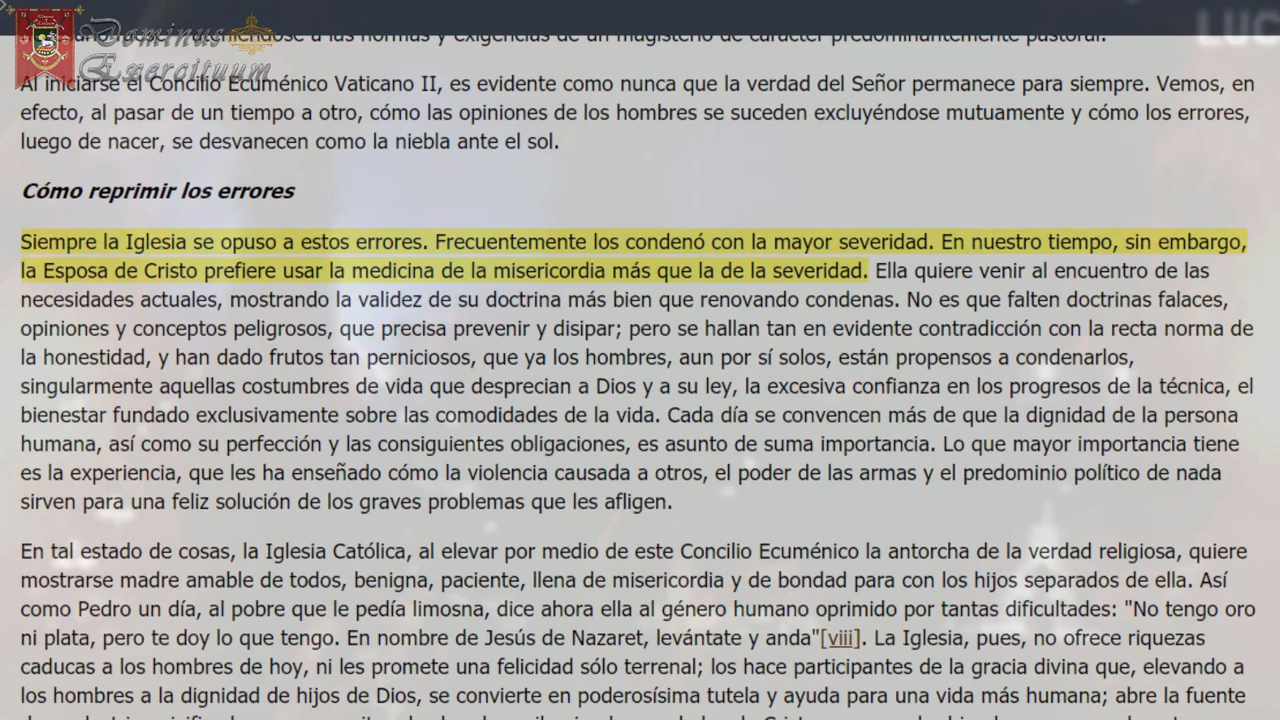 LUC
Dominus
Exercituum
a las normas y exigencias de un magisterio de carácter predominantemente pastoral.
Al iniciarse el Concilio Ecuménico Vaticano II, es evidente como nunca que la verdad del Señor permanece para siempre. Vemos, en
efecto, al pasar de un tiempo a otro, cómo las opiniones de los hombres se suceden excluyéndose mutuamente y cómo los errores,
luego de nacer, se desvanecen como la niebla ante el sol.
Cómo reprimir los errores
Siempre la Iglesia se opuso a estos errores. Frecuentemente los condenó con la mayor severidad. En nuestro tiempo, sin embargo,
la Esposa de Cristo prefiere usar la medicina de la misericordia más que la de la severidad. Ella quiere venir al encuentro de las
necesidades actuales, mostrando la validez de su doctrina más bien que renovando condenas. No es que falten doctrinas falaces,
opiniones y conceptos peligrosos, que precisa prevenir y disipar; pero se hallan tan en evidente contradicción con la recta norma de
la honestidad, y han dado frutos tan perniciosos, que ya los hombres, aun por sí solos, están propensos a condenarlos,
singularmente aquellas costumbres de vida que desprecian a Dios y a su ley, la excesiva confianza en los progresos de la técnica, el
bienestar fundado exclusivamente sobre las comodidades de la vida. Cada día se convencen más de que la dignidad de la persona
humana, así como su perfección y las consiguientes obligaciones, es asunto de suma importancia. Lo que mayor importancia tiene
es la experiencia, que les ha enseñado cómo la violencia causada a otros, el poder de las armas y el predominio político de nada
sirven para una feliz solución de los graves problemas que les afligen.
En tal estado de cosas, la Iglesia Católica, al elevar por medio de este Concilio Ecuménico la antorcha de la verdad religiosa, quiere
mostrarse madre amable de todos, benigna, paciente, llena de misericordia y de bondad para con los hijos separados de ella. Así
como Pedro un día, al pobre que le pedía limosna, dice ahora ella al género humano oprimido por tantas dificultades: "No tengo oro
ni plata, pero te doy lo que tengo. En nombre de Jesús de Nazaret, levántate y anda"[viii]. La Iglesia, pues, no ofrece riquezas
caducas a los hombres de hoy, ni les promete una felicidad sólo terrenal; los hace participantes de la gracia divina que, elevando a
los hombres a la dignidad de hijos de Dios, se convierte en poderosísima tutela y ayuda para una vida más humana; abre la fuente